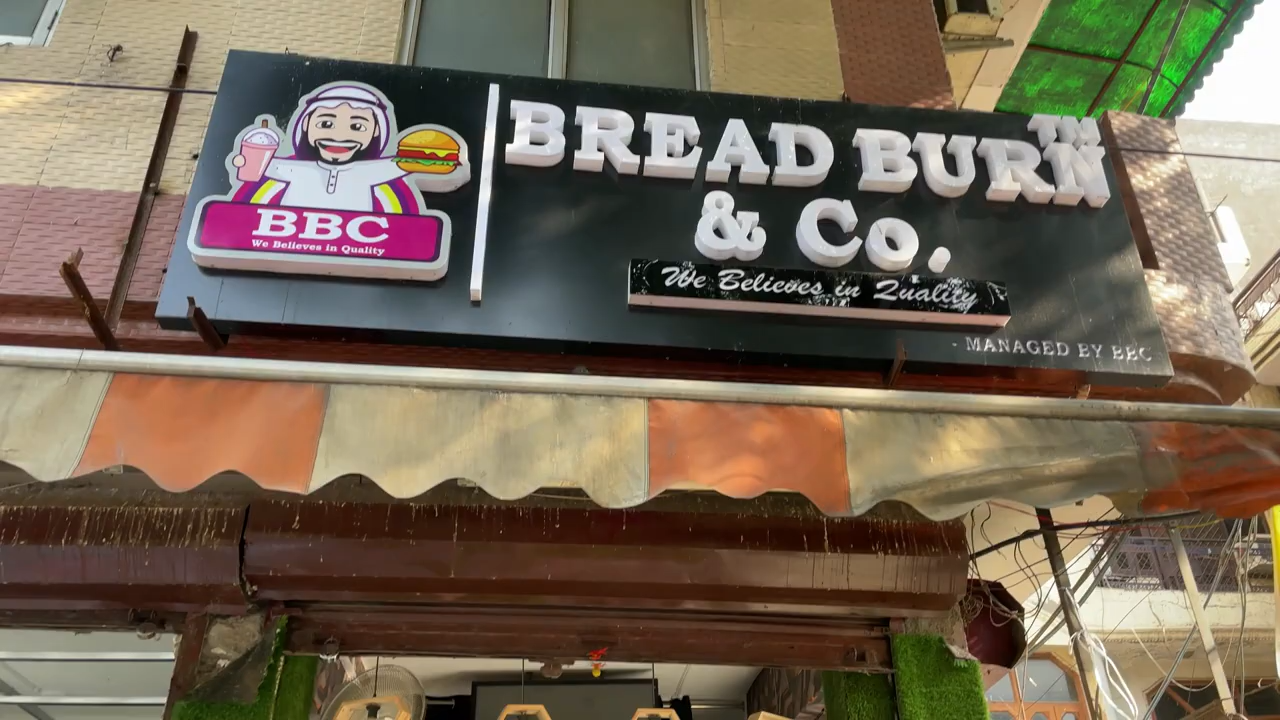 BBC
We Believes in Quality
BREAD BURN TM
& Co.
We Believes in Quality
- MANAGED BY BBC